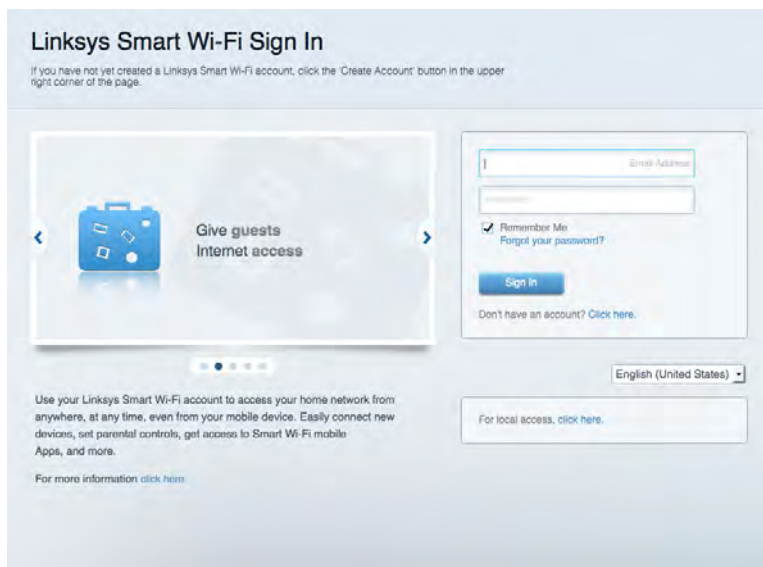 Linksys Smart Wi-Fi Sign In
If you have not yet created a Linksys Smart Wi-Fi account, click the 'Create Account' button in the upper
right corner of the page.
Give guests
Internet access
Email Address
Remember Me
Forgot your password?
Sign In
Don't have an account? Click here.
English (United States)
Use your Linksys Smart Wi-Fi account to access your home network from
anywhere, at any time, even from your mobile device. Easily connect new
devices, set parental controls, get access to Smart Wi-Fi mobile
Apps, and more.
For local access, click here.
For more information click here